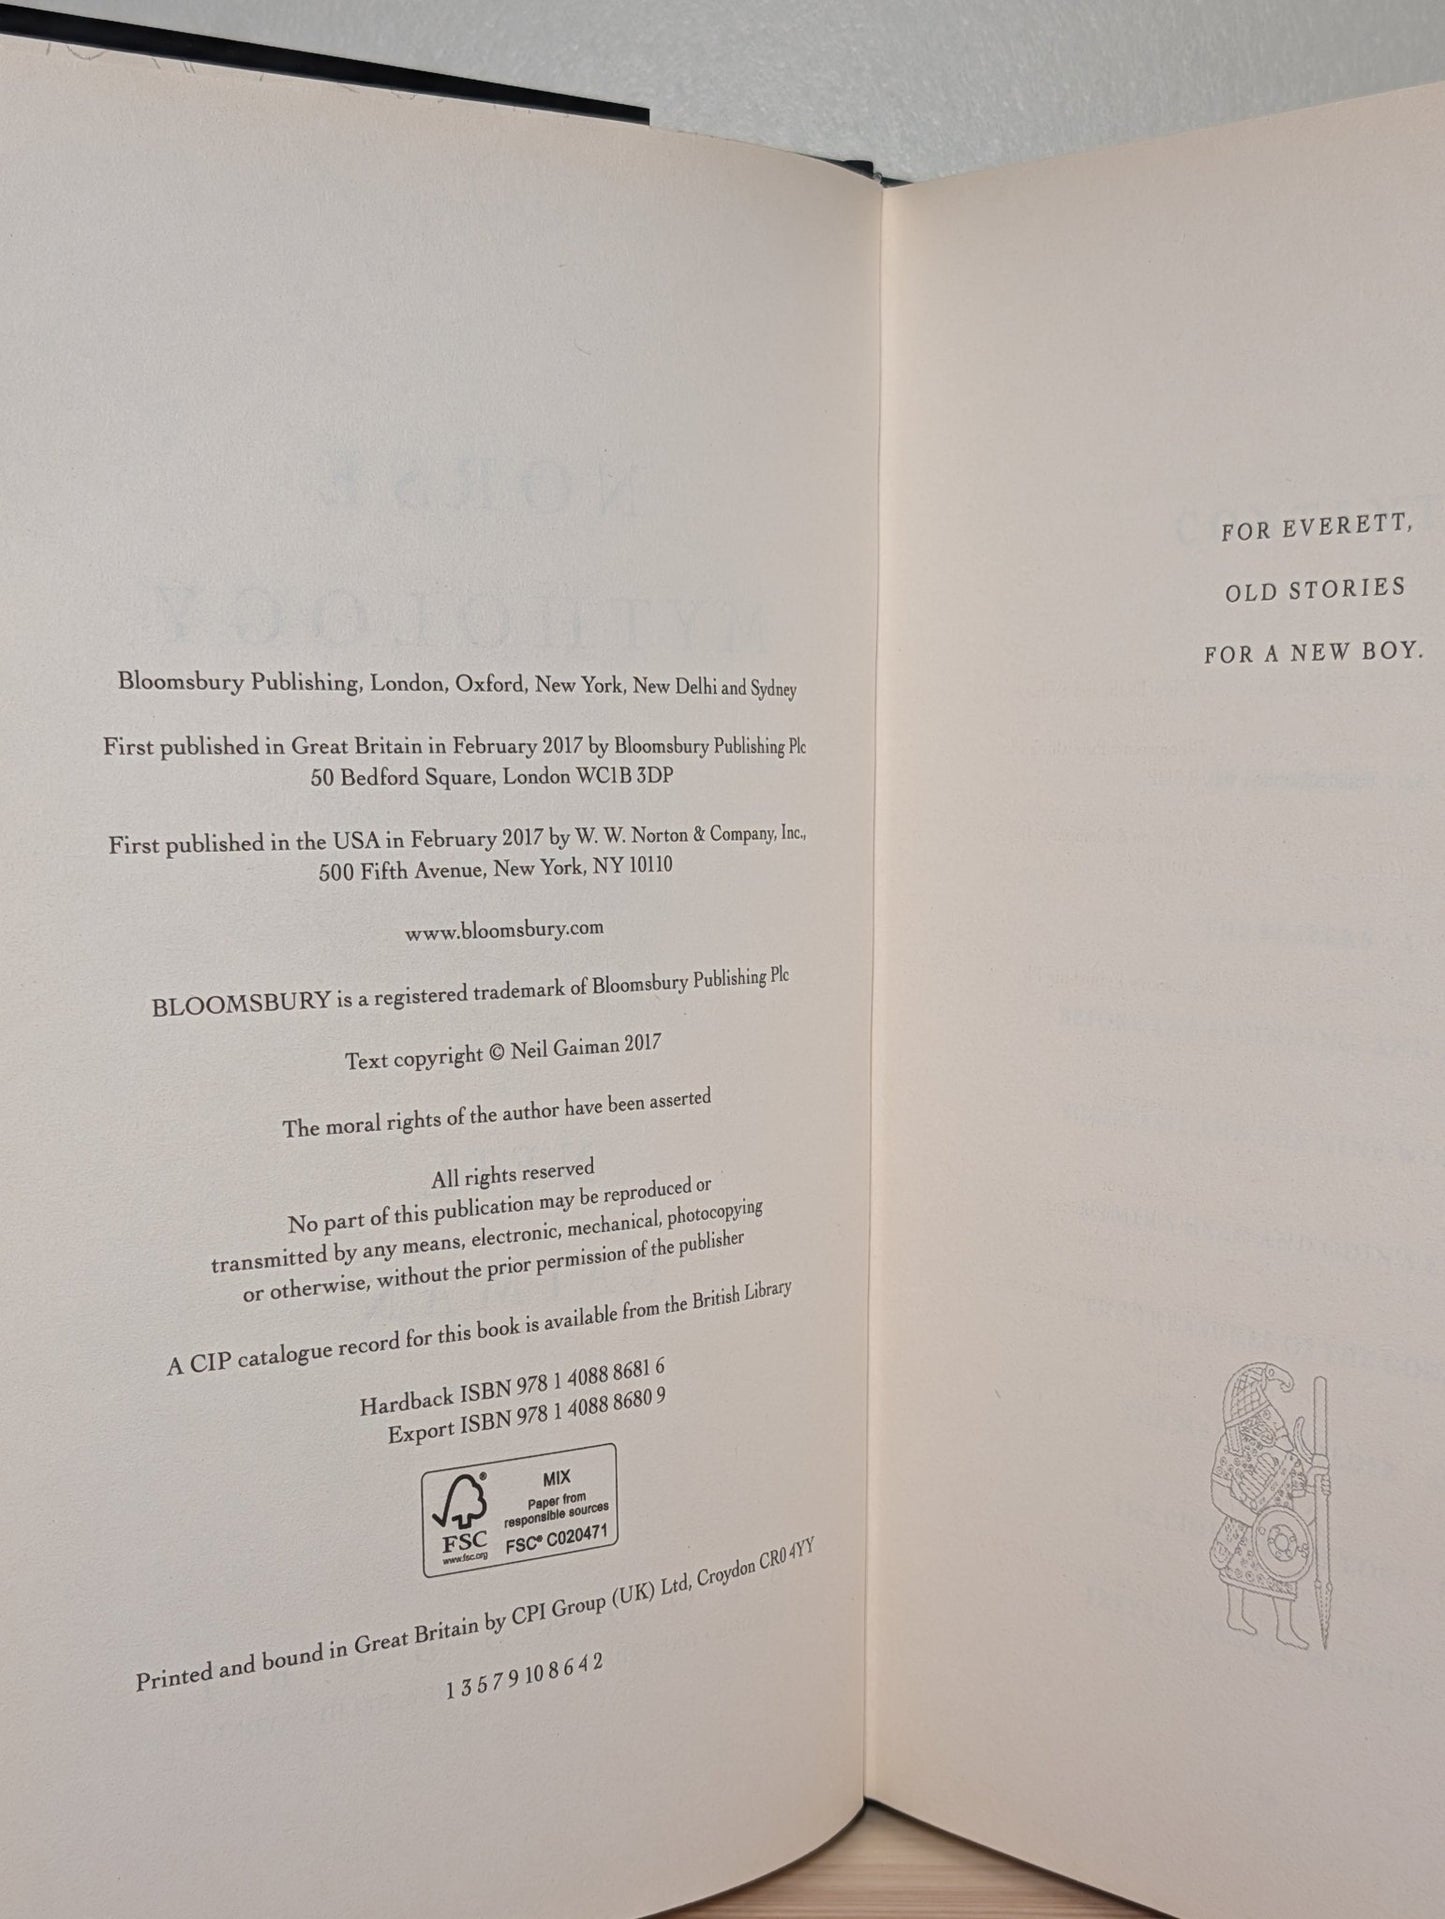 Bloomsbury Publishing, London, Oxford, New York, New Delhi and Sydney
First published in Great Britain in February 2017 by Bloomsbury Publishing Plc
50 Bedford Square, London WC1B 3DP
First published in the USA in February 2017 by W. W. Norton & Company, Inc.,
500 Fifth Avenue, New York, NY 10110
www.bloomsbury.com
BLOOMSBURY is a registered trademark of Bloomsbury Publishing Plc
Text copyright © Neil Gaiman 2017
The moral rights of the author have been asserted
All rights reserved
No part of this publication may be reproduced or
transmitted by any means, electronic, mechanical, photocopying
or otherwise, without the prior permission of the publisher
A CIP catalogue record for this book is available from the British Library
Hardback ISBN 978 1 4088 8681 6
Export ISBN 978 1 4088 8680 9
FSC
www.fsc.org
MIX
Paper from
responsible sources
FSC® C020471
Printed and bound in Great Britain by CPI Group (UK) Ltd, Croydon CR0 4YY
1 3 5 7 9 10 8 6 4 2
FOR EVERETT,
OLD STORIES
FOR A NEW BOY.